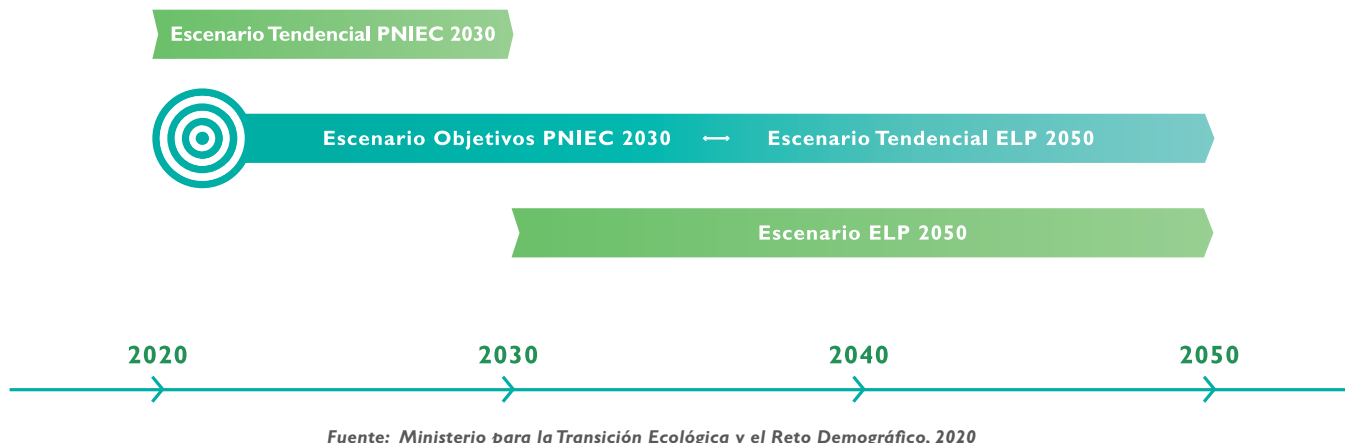 Escenario Tendencial PNIEC 2030
Escenario Objetivos PNIEC 2030 ↔ Escenario Tendencial ELP 2050
Escenario ELP 2050
2020 2030 2040 2050
Fuente: Ministerio para la Transición Ecológica y el Reto Demográfico, 2020